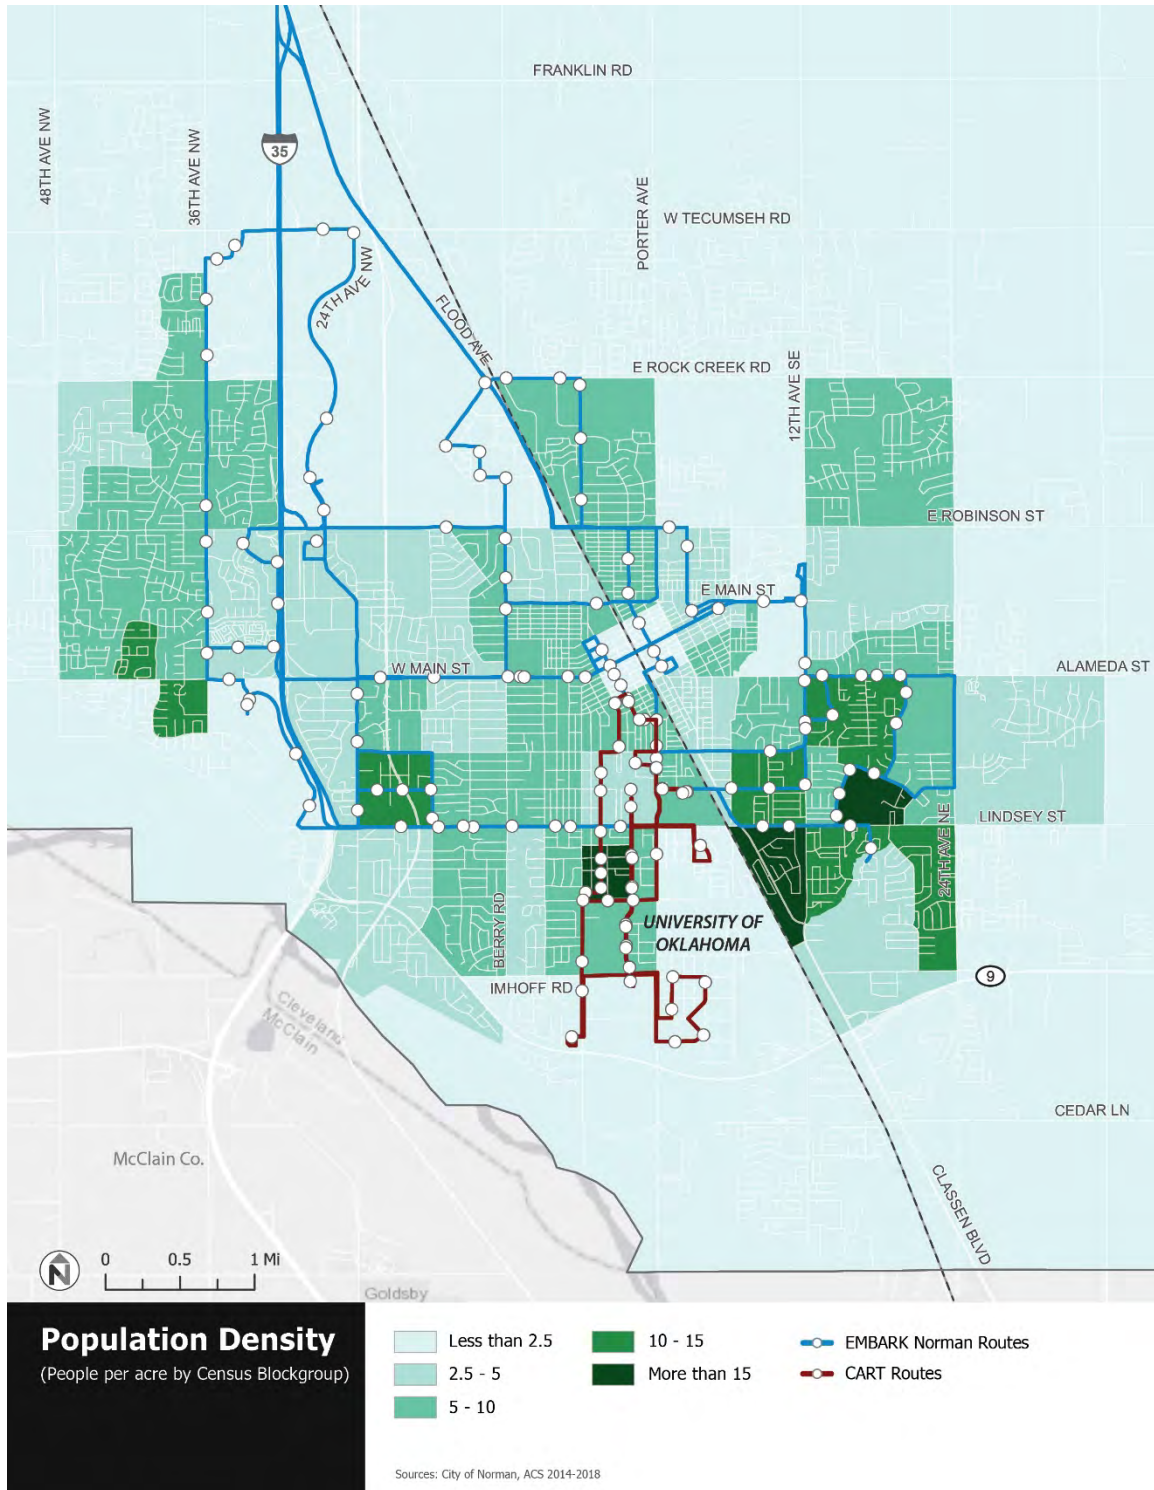 FRANKLIN RD
48TH AVE NW
36TH AVE NW
35
PORTER AVE
W TECUMSEH RD
24TH AVE NW
FLOOD AVE
E ROCK CREEK RD
12TH AVE SE
E ROBINSON ST
E MAIN ST
W MAIN ST
ALAMEDA ST
LINDSEY ST
24TH AVE NE
BERRY RD
UNIVERSITY OF
OKLAHOMA
IMHOFF RD
9
Cleveland
McClain
CEDAR LN
McClain Co.
CLASSEN BLVD
N
0 0.5 1 Mi
Goldsby
Population Density
(People per acre by Census Blockgroup)
Less than 2.5
2.5 - 5
5 - 10
10 - 15
More than 15
EMBARK Norman Routes
CART Routes
Sources: City of Norman, ACS 2014-2018